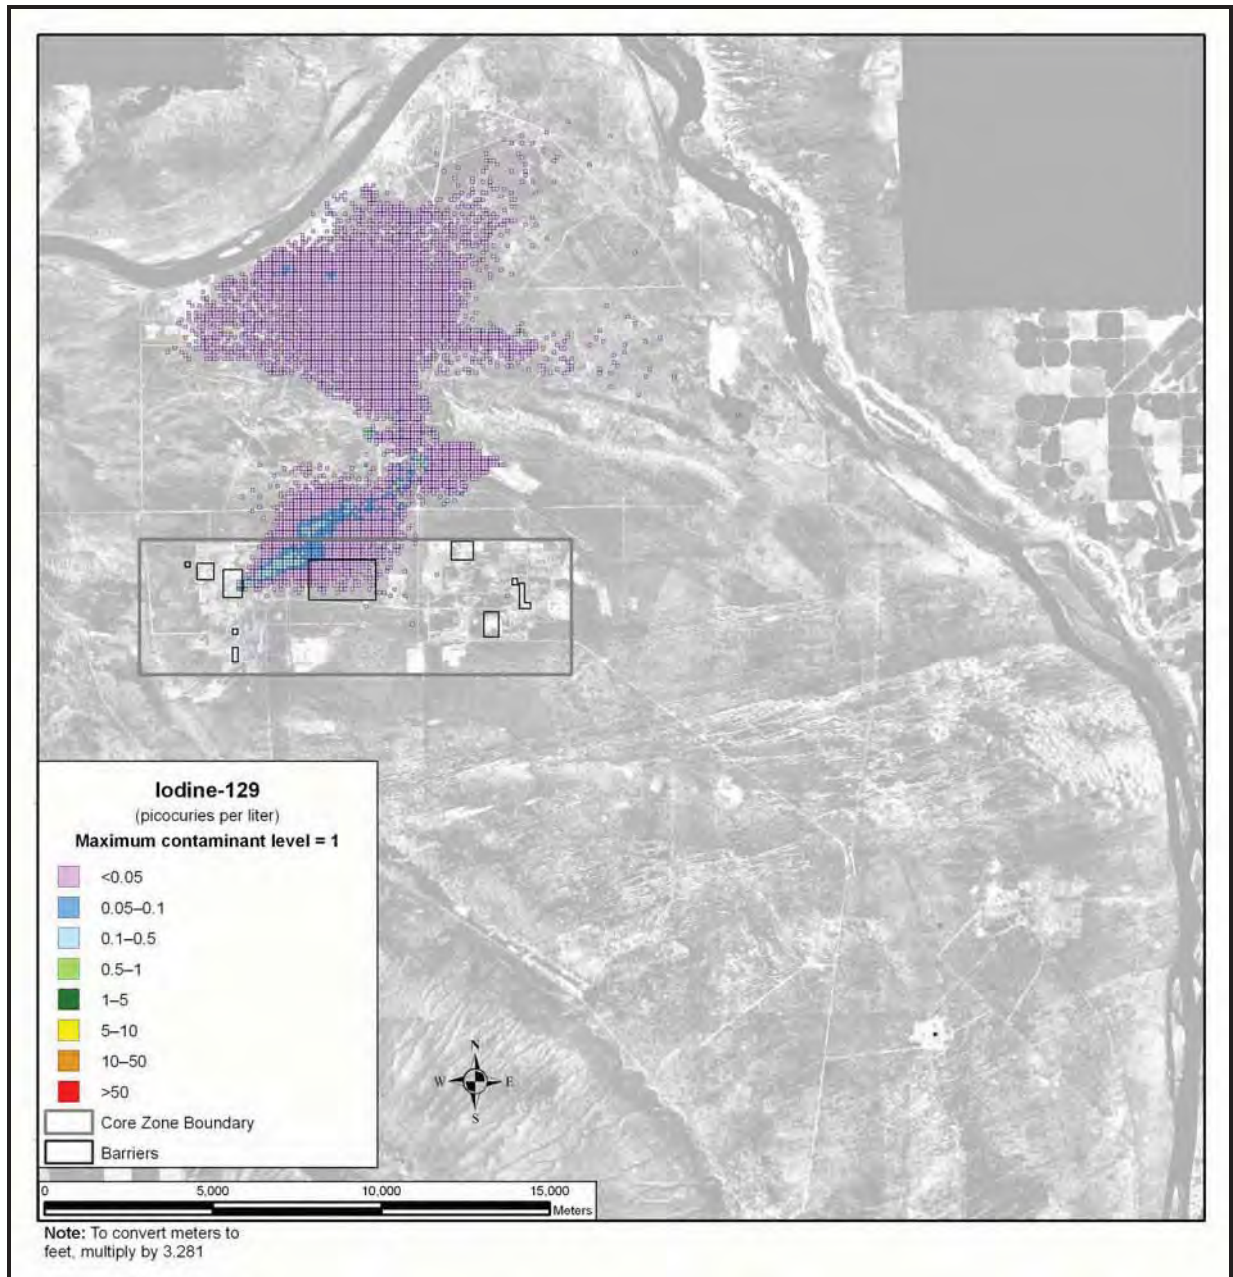 Iodine-129
(picocuries per liter)
Maximum contaminant level = 1
<0.05
0.05–0.1
0.1–0.5
0.5–1
1–5
5–10
10–50
>50
Core Zone Boundary
Barriers
N
W E
S
0 5,000 10,000 15,000
Meters
Note: To convert meters to
feet, multiply by 3.281